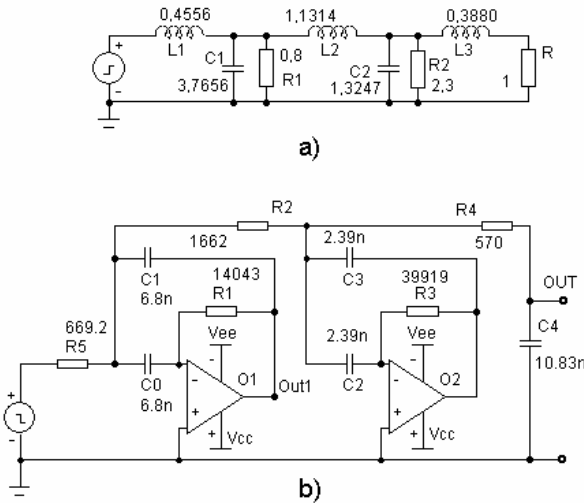 0,4556
1,1314
0,3880
+
L1
L2
L3
C1
0,8
R1
C2
R2
R
3,7656
1,3247
2,3
1
-
a)
R2
R4
1662
2.39n
570
C1
14043
C3
39919
OUT
6.8n
R1
R3
669.2
Vee
2.39n
Vee
C4
R5
-
-
10.83n
+
C0
-
O1
Out1
C2
-
O2
6.8n
+
+
-
+
Vcc
+
Vcc
b)